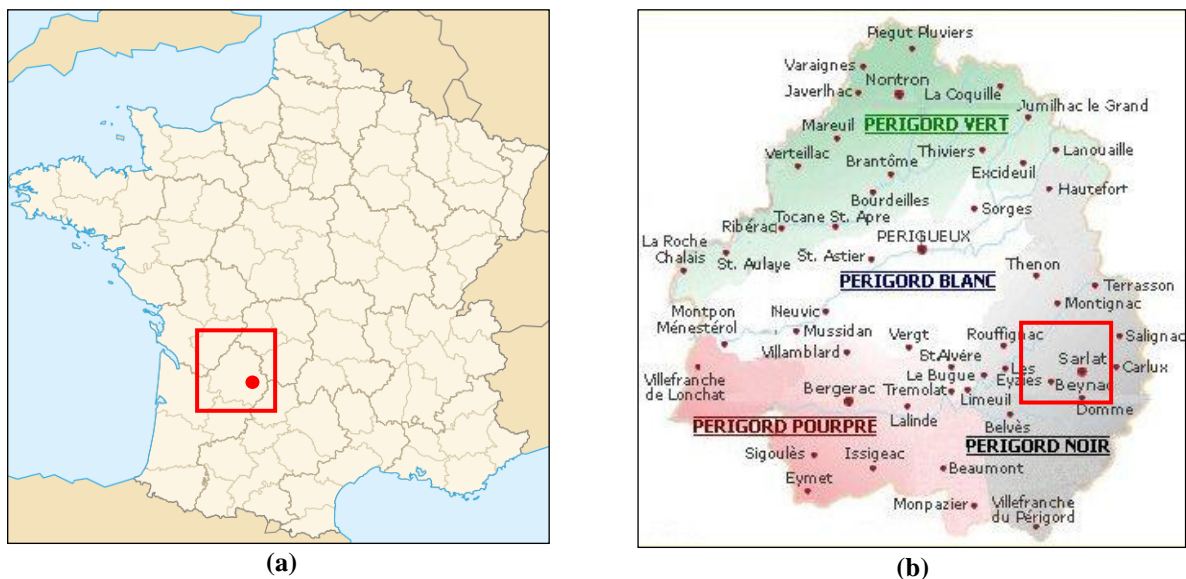 Piegut Pluviers
Varaignes
Nontron
Javerlhac
La Coquille
Jumilhac le Grand
Mareuil
PERIGORD VERT
Verteillac
Thiviers
Lanouaille
Brantôme
Excideuil
Bourdeilles
Hautefort
Sorges
Tocane St. Apre
Ribérac
PERIGUEUX
La Roche
Chalais
St. Aulaye
St. Astier
Thenon
PERIGORD BLANC
Terrasson
Montignac
Montpon
Ménestérol
Neuvic
Mussidan
Vergt
Rouffignac
Salignac
Villamblard
St.Alvére
Sarlat
Villefranche
de Lonchat
Le Bugue
Les
Eyzies
Carlux
Bergerac
Tremolat
Limeuil
Beynac
Domme
PERIGORD POURPRE
Lalinde
Belvès
PERIGORD NOIR
Sigoulès
Issigeac
Beaumont
Eymet
Monpazier
Villefranche
du Périgord
(a)
(b)